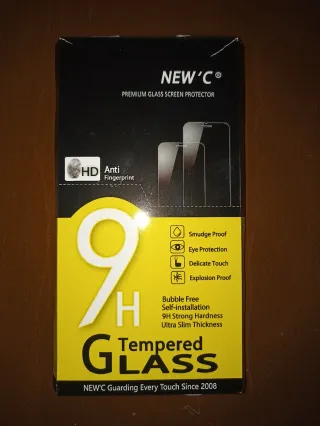 NEW'C®
PREMIUM GLASS SCREEN PROTECTOR
HD Anti
Fingerprint
9H
Smudge Proof
Eye Protection
Delicate Touch
Explosion Proof
Bubble Free
Self-installation
9H Strong Hardness
Ultra Slim Thickness
Tempered
GLASS
NEW'C Guarding Every Touch Since 2008